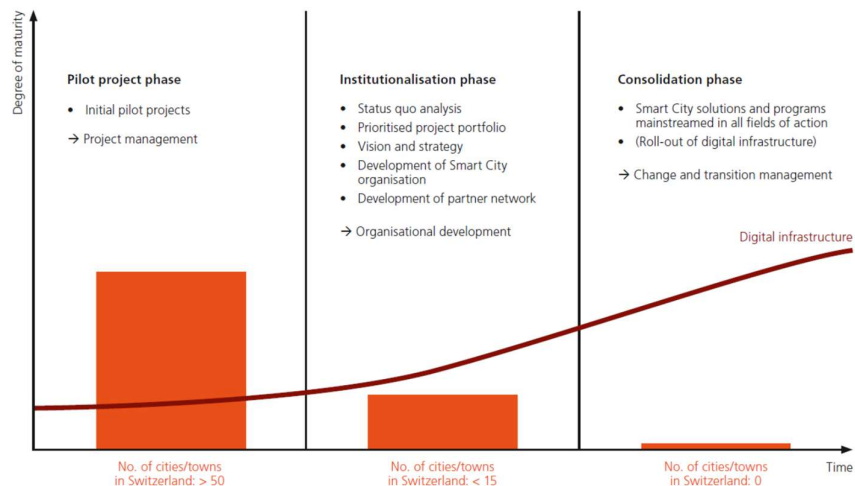 Degree of maturity
Pilot project phase
• Initial pilot projects
→ Project management
Institutionalisation phase
• Status quo analysis
• Prioritised project portfolio
• Vision and strategy
• Development of Smart City
organisation
• Development of partner network
→ Organisational development
Consolidation phase
• Smart City solutions and programs
mainstreamed in all fields of action
• (Roll-out of digital infrastructure)
→ Change and transition management
Digital infrastructure
Time
No. of cities/towns
in Switzerland: > 50
No. of cities/towns
in Switzerland: < 15
No. of cities/towns
in Switzerland: 0